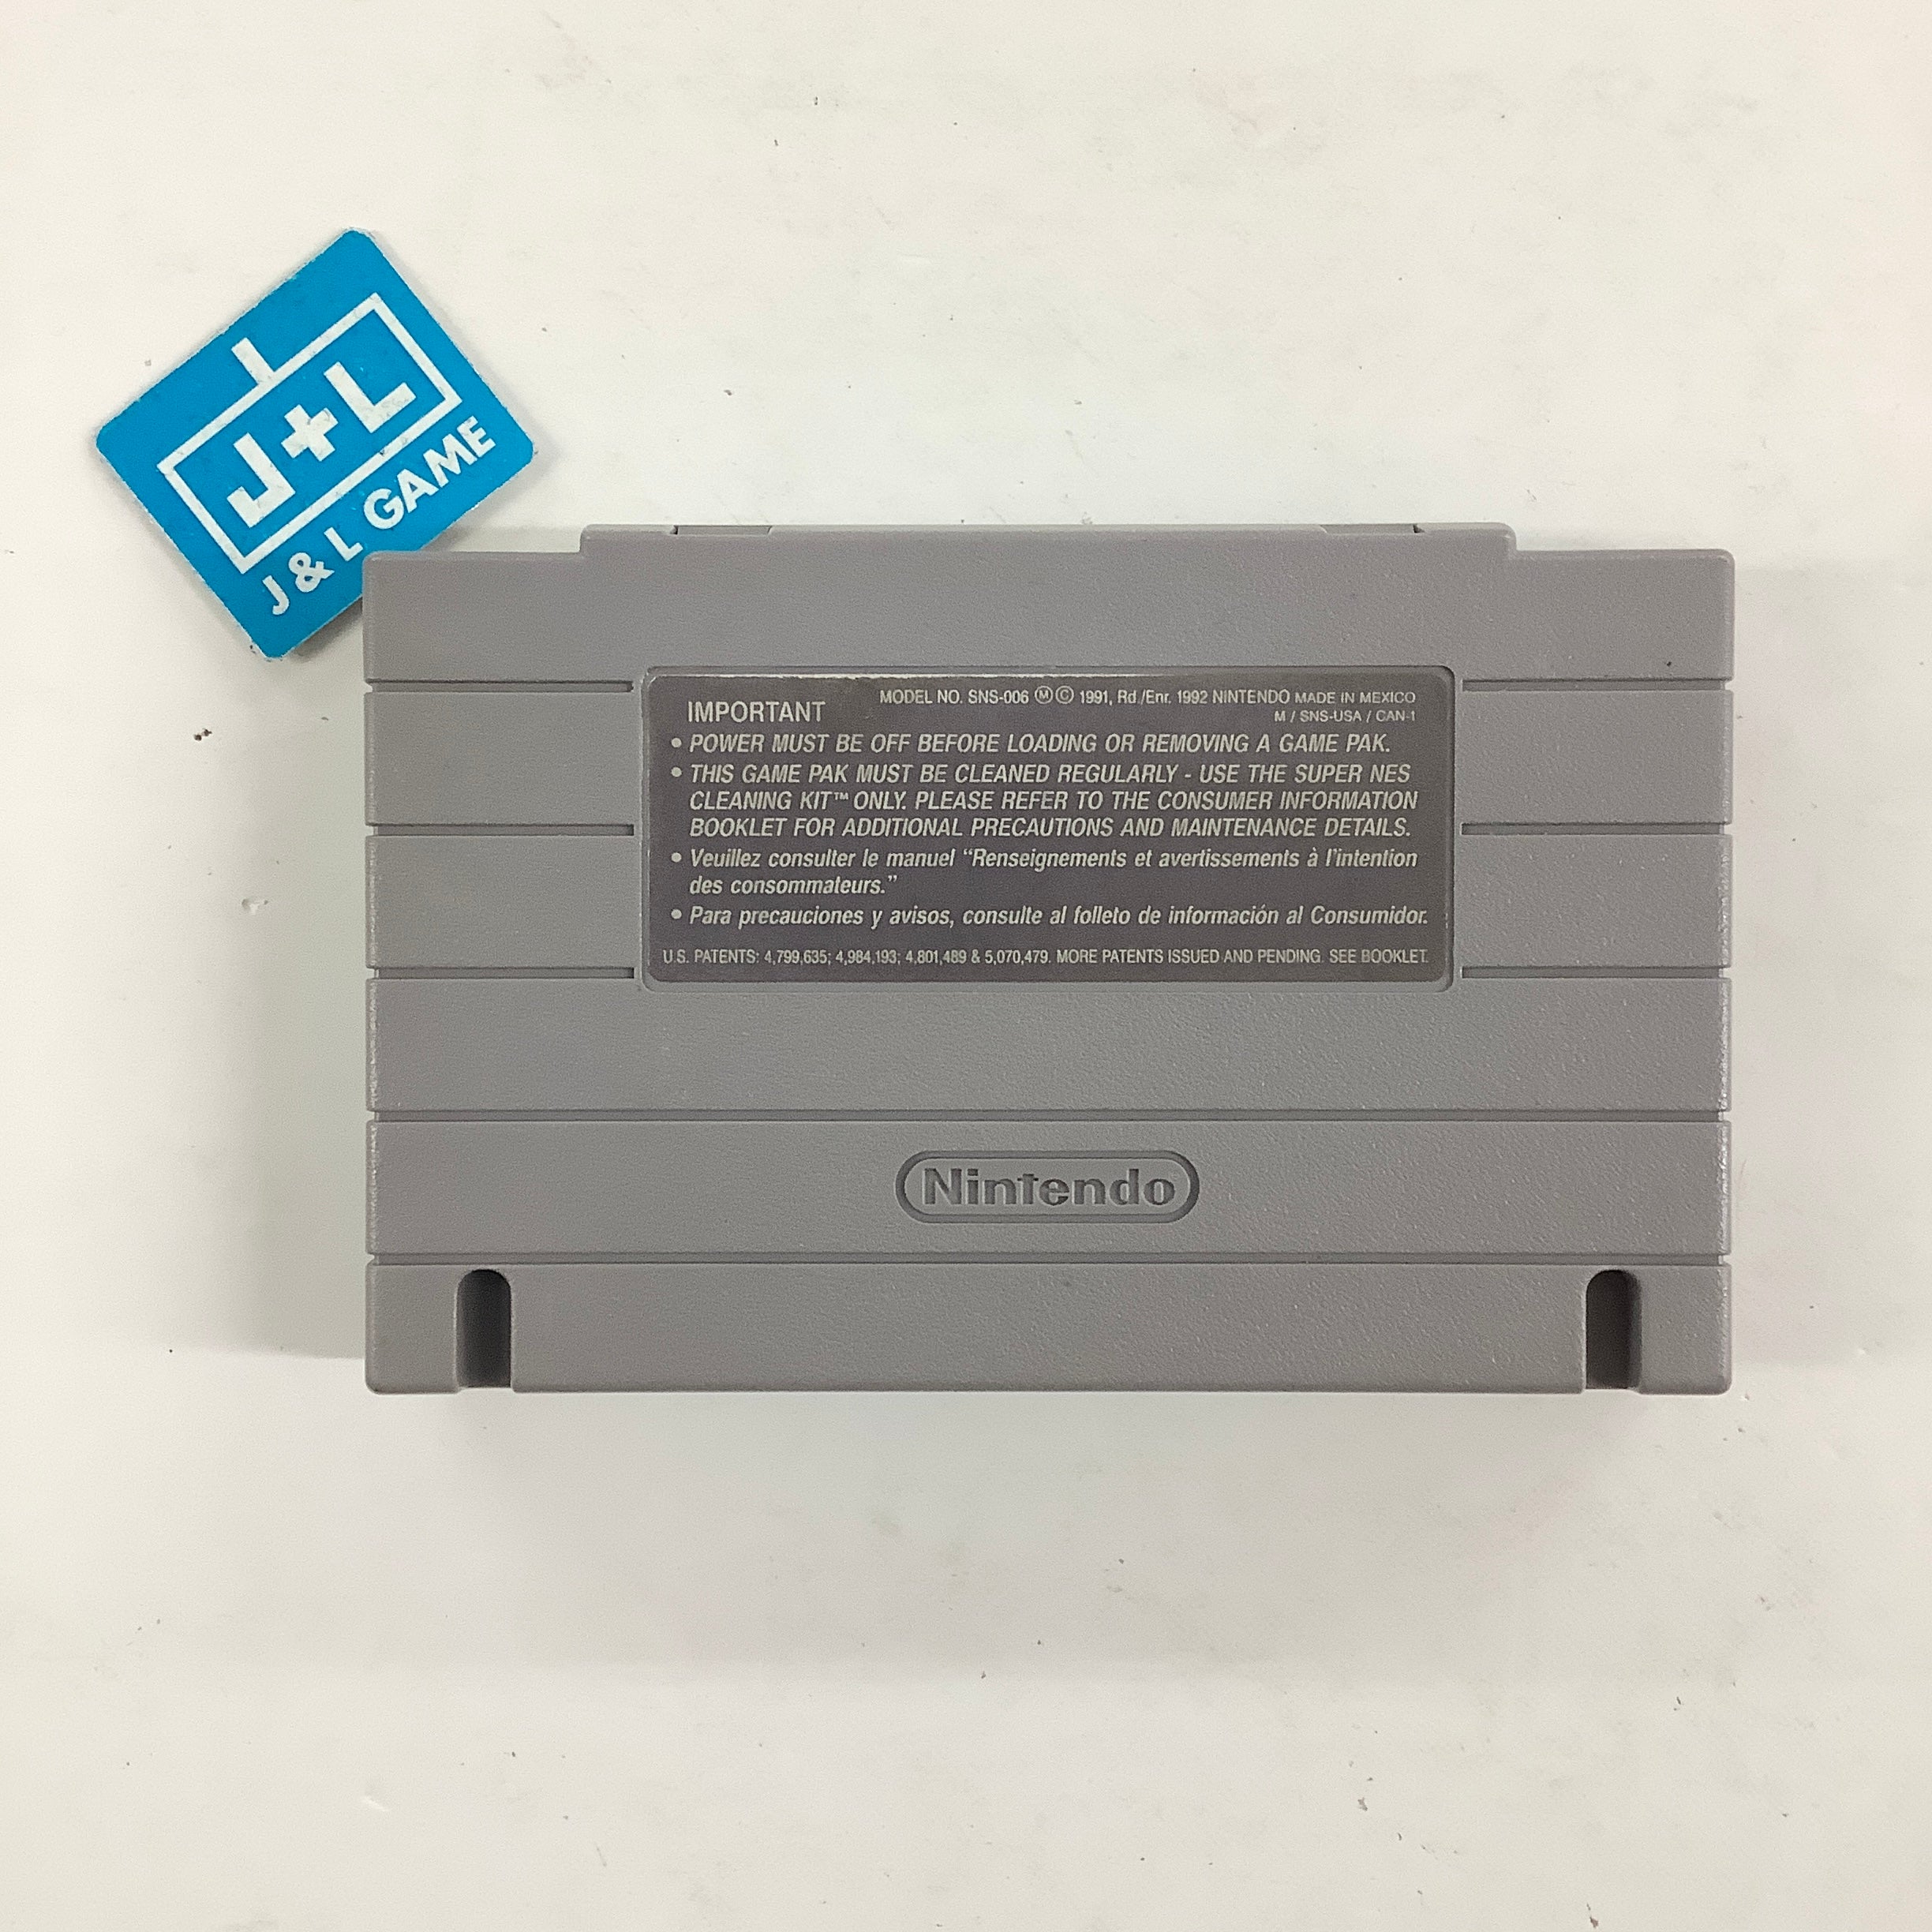 J+L
J & L GAME
MODEL NO. SNS-006 Ⓜ© 1991, Rd./Enr. 1992 NINTENDO MADE IN MEXICO
IMPORTANT
M / SNS-USA / CAN-1
• POWER MUST BE OFF BEFORE LOADING OR REMOVING A GAME PAK.
• THIS GAME PAK MUST BE CLEANED REGULARLY - USE THE SUPER NES
CLEANING KIT™ ONLY. PLEASE REFER TO THE CONSUMER INFORMATION
BOOKLET FOR ADDITIONAL PRECAUTIONS AND MAINTENANCE DETAILS.
• Veuillez consulter le manuel “Renseignements et avertissements à l'intention
des consommateurs.”
• Para precauciones y avisos, consulte al folleto de información al Consumidor.
U.S. PATENTS: 4,799,635; 4,984,193; 4,801,489 & 5,070,479. MORE PATENTS ISSUED AND PENDING. SEE BOOKLET.
Nintendo